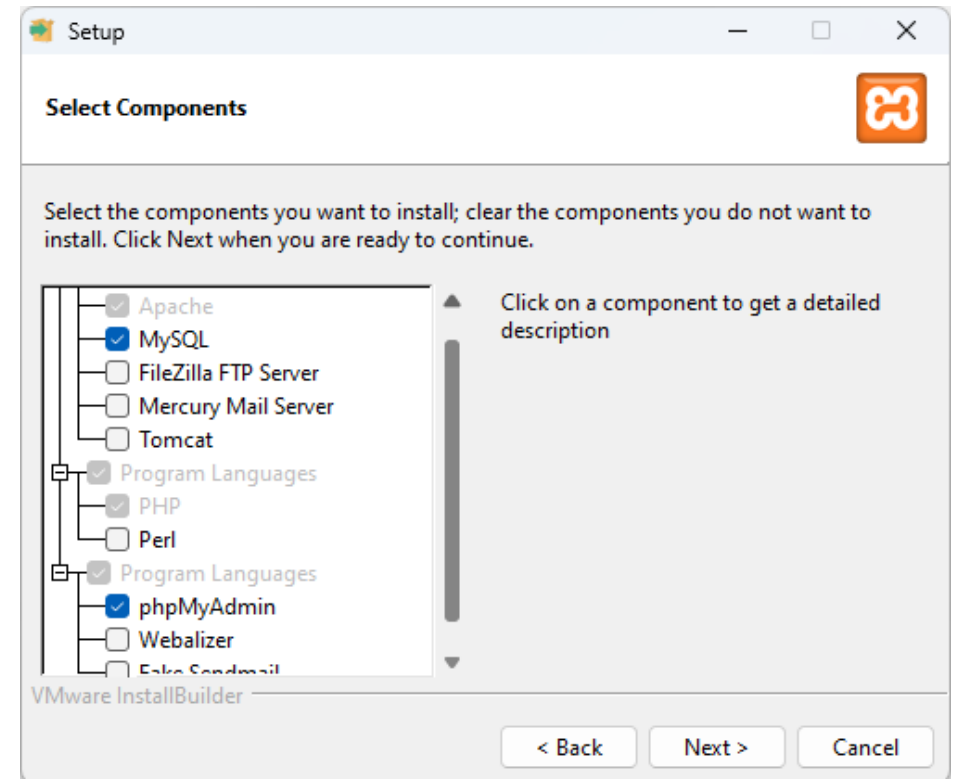 Setup
Select Components
Select the components you want to install; clear the components you do not want to
install. Click Next when you are ready to continue.
Apache
MySQL
FileZilla FTP Server
Mercury Mail Server
Tomcat
Program Languages
PHP
Perl
Program Languages
phpMyAdmin
Webalizer
Fake Sendmail
Click on a component to get a detailed
description
VMware InstallBuilder
< Back
Next >
Cancel